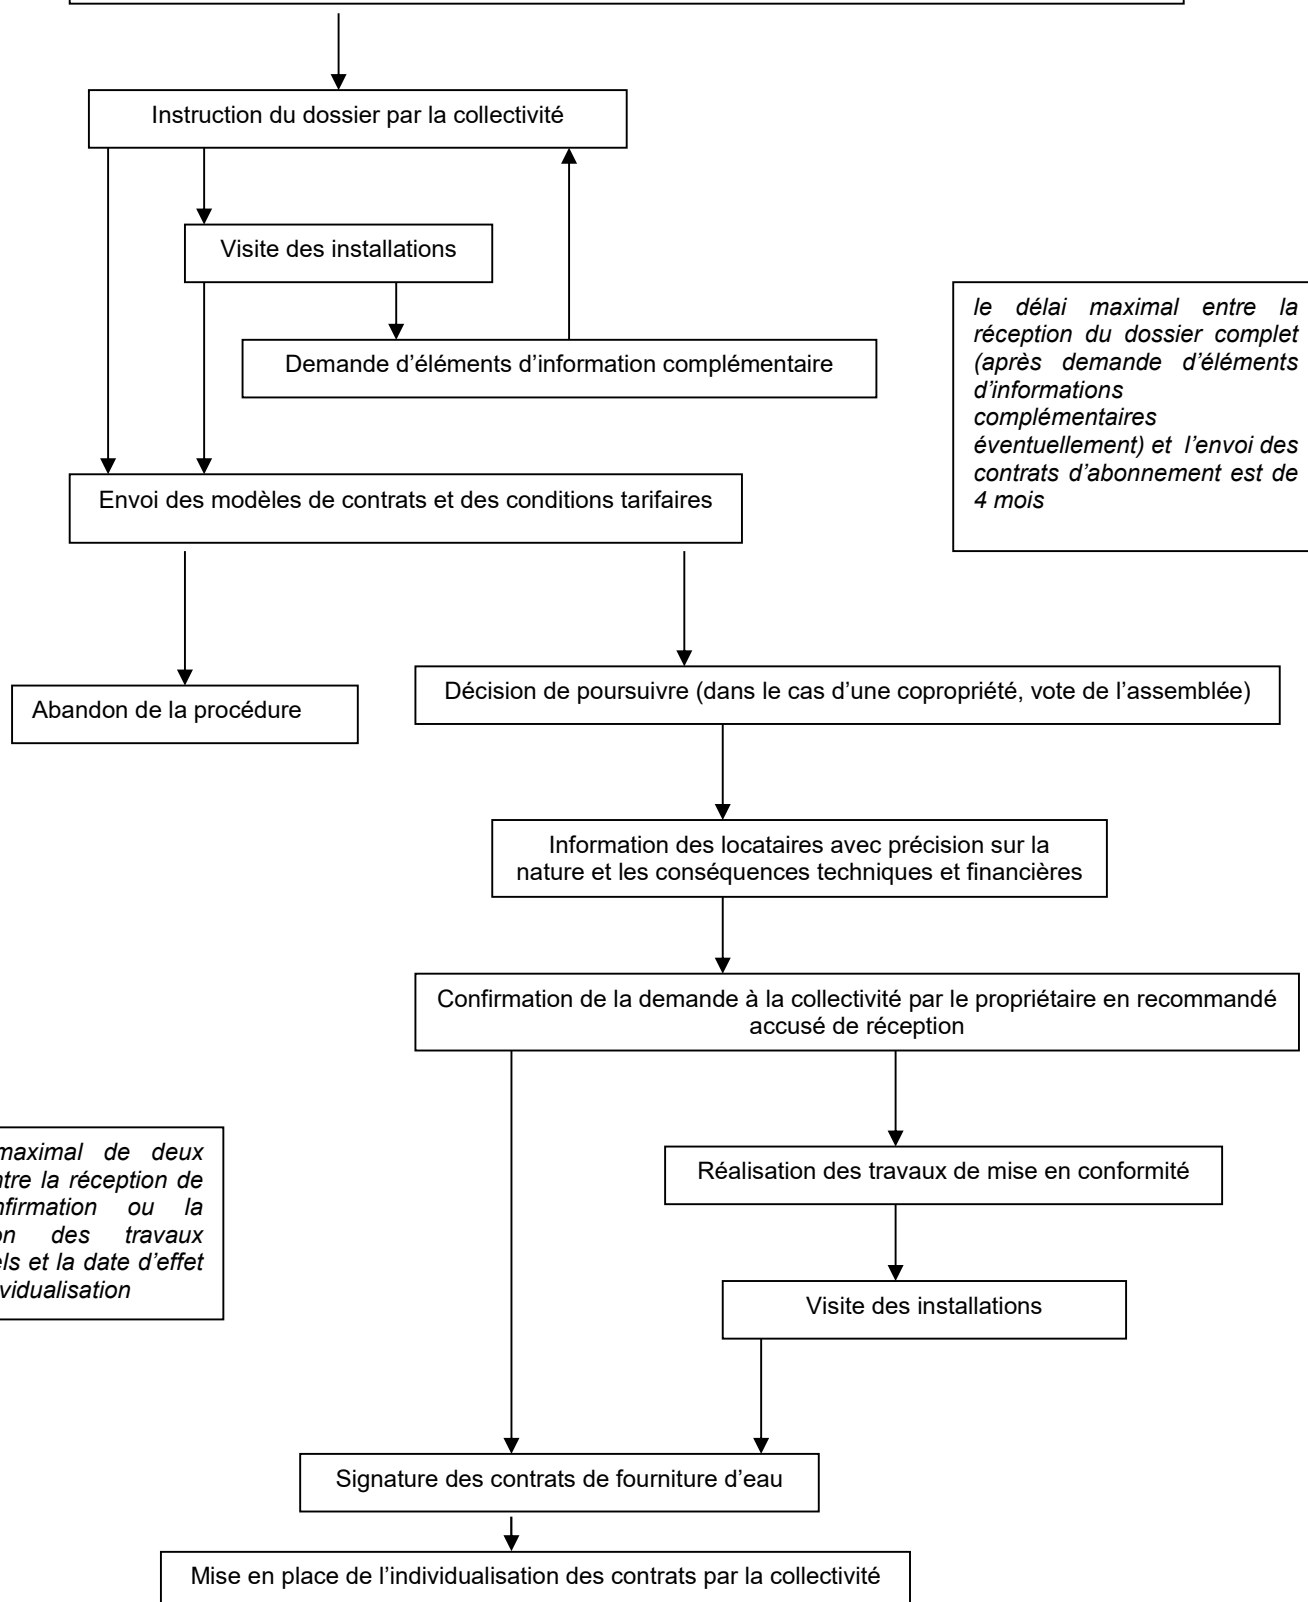 Instruction du dossier par la collectivité
Visite des installations
Demande d’éléments d’information complémentaire
le délai maximal entre la
réception du dossier complet
(après demande d’éléments
d’informations
complémentaires
éventuellement) et l’envoi des
contrats d’abonnement est de
4 mois
Envoi des modèles de contrats et des conditions tarifaires
Abandon de la procédure
Décision de poursuivre (dans le cas d’une copropriété, vote de l’assemblée)
Information des locataires avec précision sur la
nature et les conséquences techniques et financières
Confirmation de la demande à la collectivité par le propriétaire en recommandé
accusé de réception
maximal de deux
ntre la réception de
nfirmation ou la
on des travaux
els et la date d’effet
vidualisation
Réalisation des travaux de mise en conformité
Visite des installations
Signature des contrats de fourniture d’eau
Mise en place de l’individualisation des contrats par la collectivité